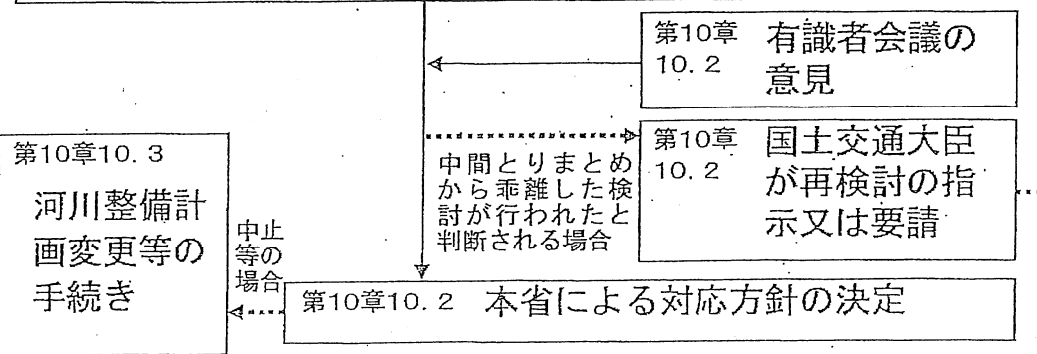 第10章
10.2
有識者会議の
意見
第10章
10.2
国土交通大臣
が再検討の指
示又は要請
中間とりまとめ
から乖離した検
討が行われたと
判断される場合
第10章10.3
河川整備計
画変更等の
手続き
中止
等の
場合
第10章10.2 本省による対応方針の決定